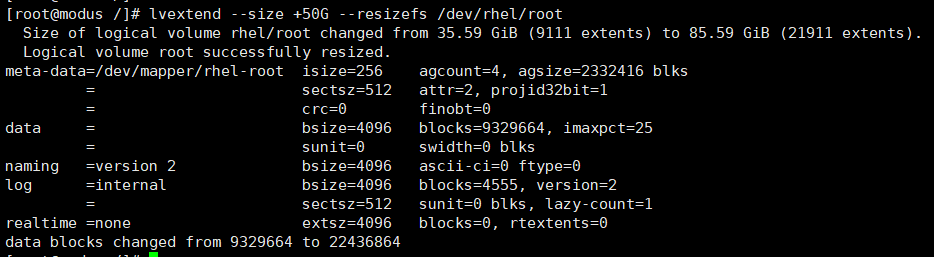 [root@modus /]# lvextend --size +50G --resizefs /dev/rhel/root
  Size of logical volume rhel/root changed from 35.59 GiB (9111 extents) to 85.59 GiB (21911 extents).
  Logical volume root successfully resized.
meta-data=/dev/mapper/rhel-root  isize=256    agcount=4, agsize=2332416 blks
         =                       sectsz=512   attr=2, projid32bit=1
         =                       crc=0        finobt=0
data     =                       bsize=4096   blocks=9329664, imaxpct=25
         =                       sunit=0      swidth=0 blks
naming   =version 2              bsize=4096   ascii-ci=0 ftype=0
log      =internal               bsize=4096   blocks=4555, version=2
         =                       sectsz=512   sunit=0 blks, lazy-count=1
realtime =none                   extsz=4096   blocks=0, rtextents=0
data blocks changed from 9329664 to 22436864